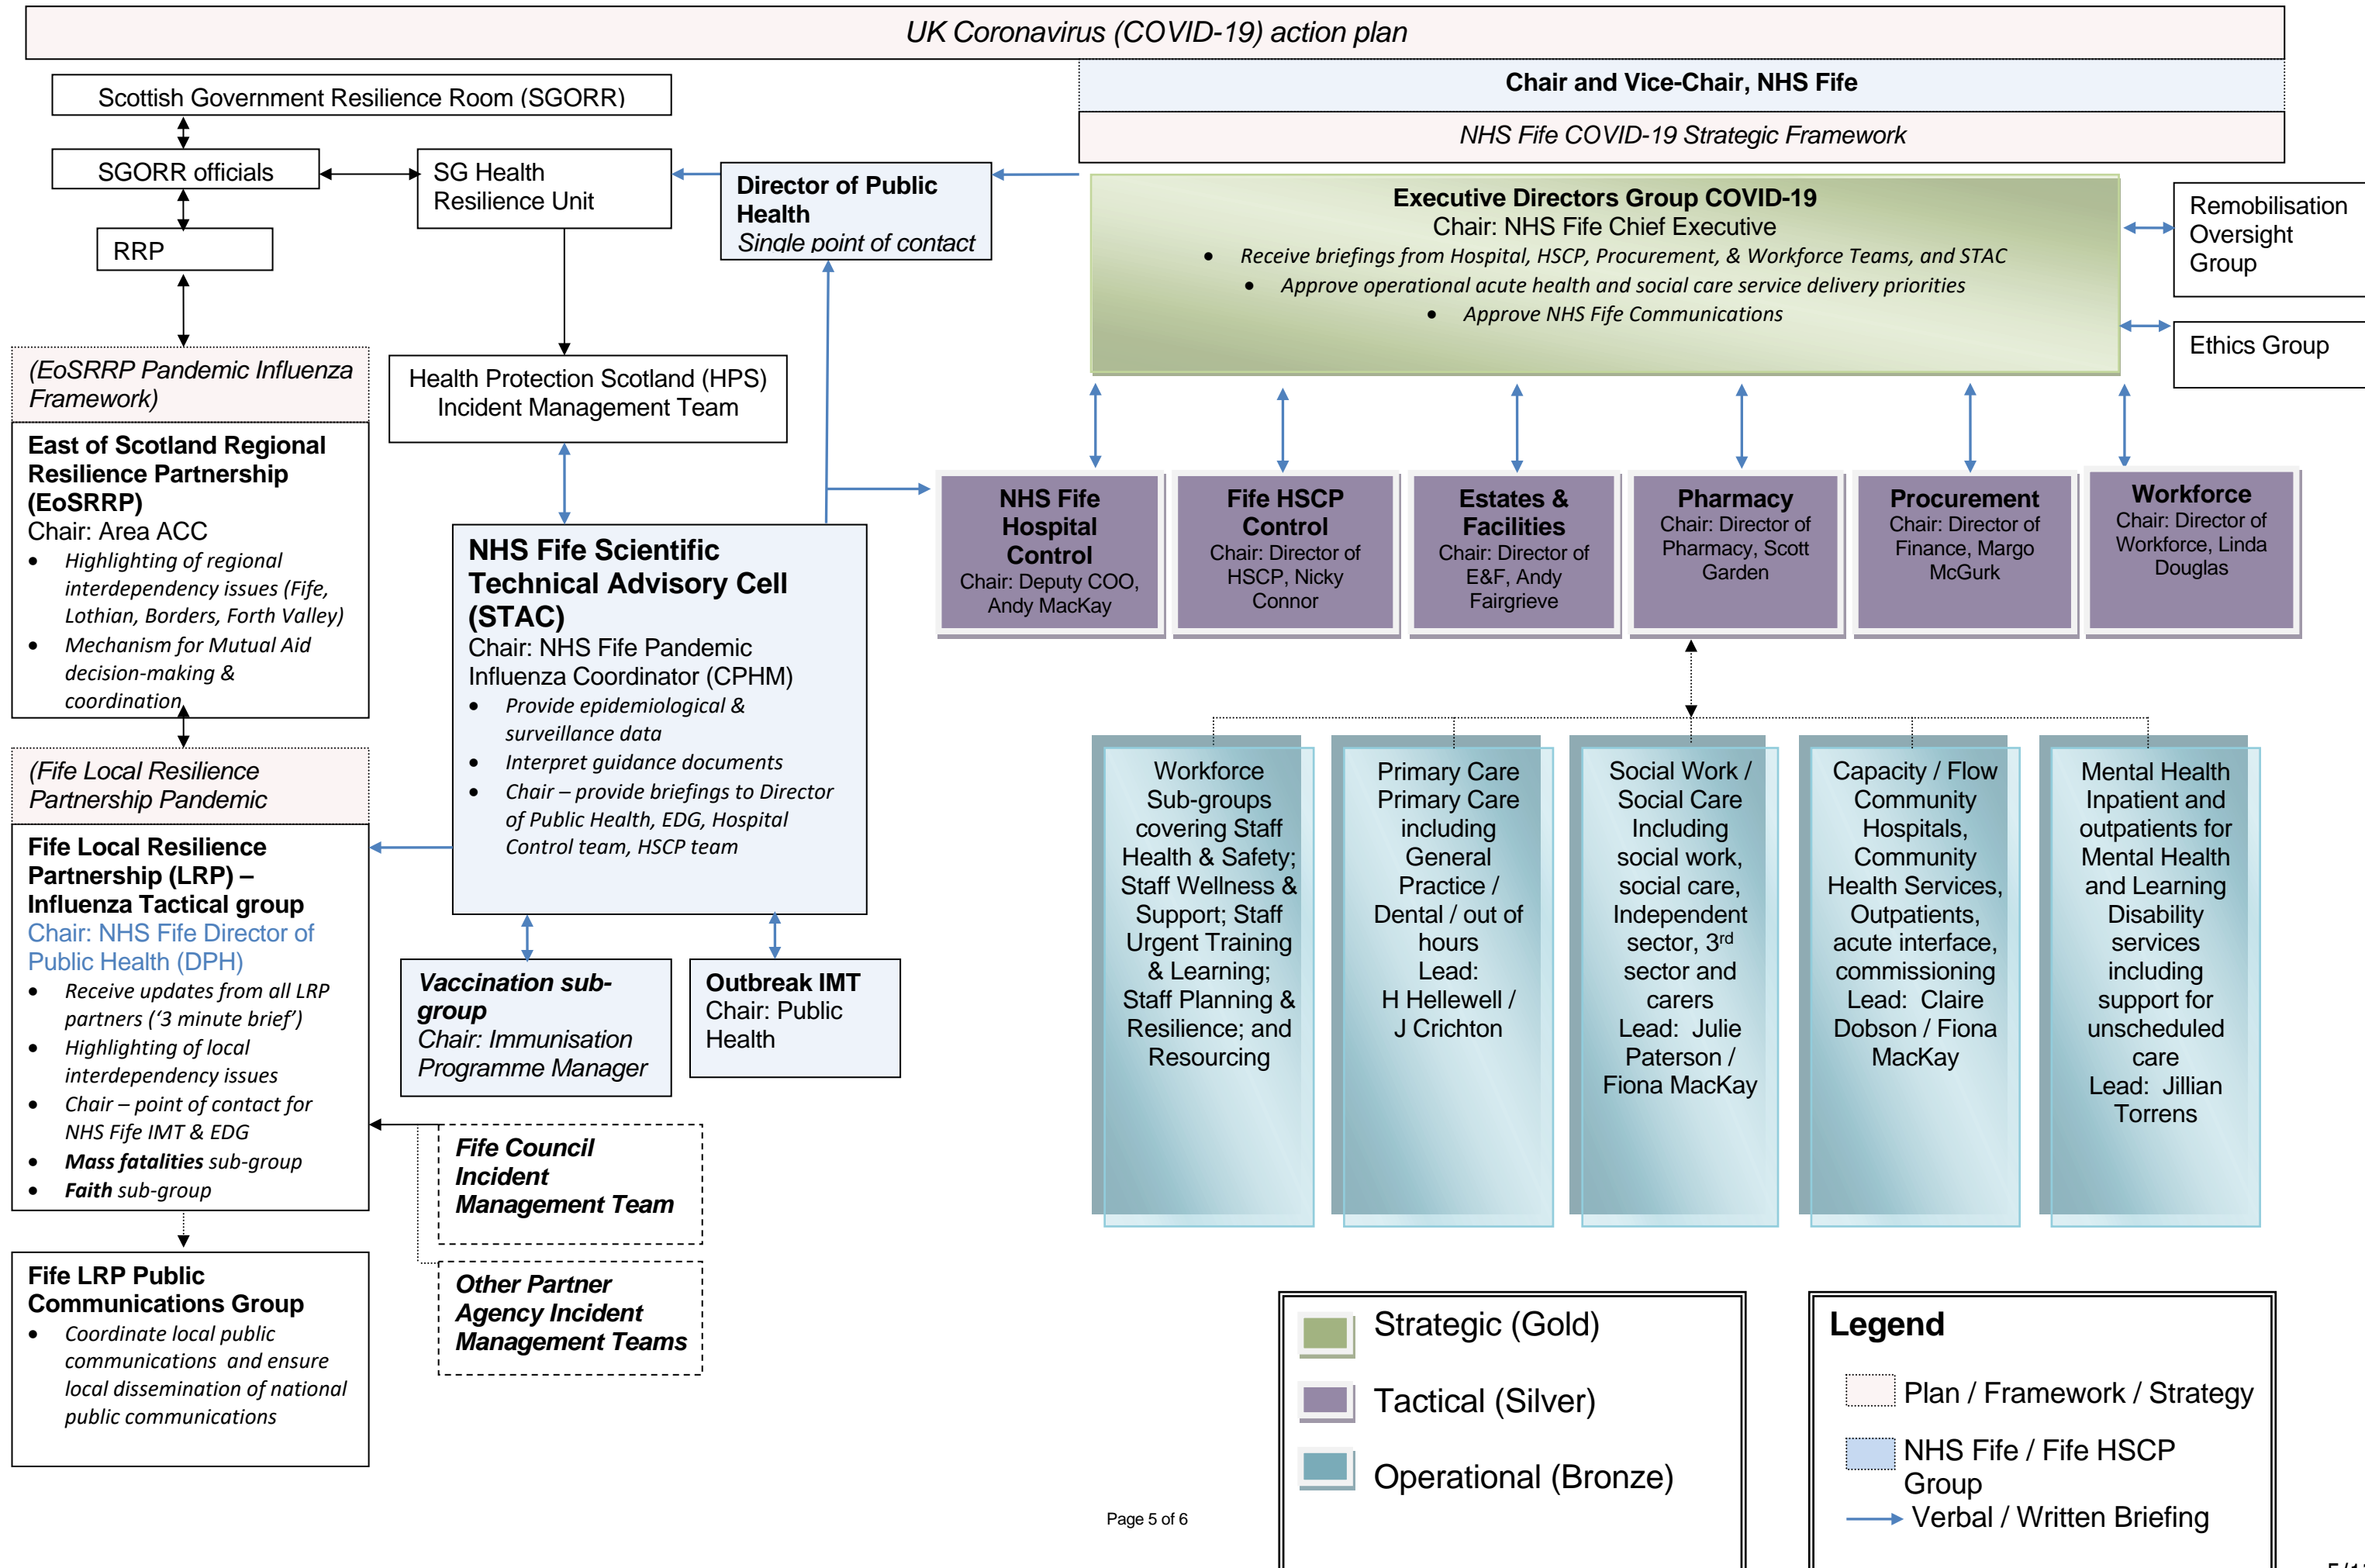 UK Coronavirus (COVID-19) action plan
Scottish Government Resilience Room (SGORR)
Chair and Vice-Chair, NHS Fife
NHS Fife COVID-19 Strategic Framework
SGORR officials
SG Health
Resilience Unit
Director of Public
Health
Single point of contact
RRP
Executive Directors Group COVID-19
Chair: NHS Fife Chief Executive
• Receive briefings from Hospital, HSCP, Procurement, & Workforce Teams, and STAC
• Approve operational acute health and social care service delivery priorities
• Approve NHS Fife Communications
Remobilisation
Oversight
Group
Ethics Group
(EoSRRP Pandemic Influenza
Framework)
East of Scotland Regional
Resilience Partnership
(EoSRRP)
Chair: Area ACC
• Highlighting of regional
interdependency issues (Fife,
Lothian, Borders, Forth Valley)
• Mechanism for Mutual Aid
decision-making &
coordination
Health Protection Scotland (HPS)
Incident Management Team
NHS Fife Scientific
Technical Advisory Cell
(STAC)
Chair: NHS Fife Pandemic
Influenza Coordinator (CPHM)
• Provide epidemiological &
surveillance data
• Interpret guidance documents
• Chair – provide briefings to Director
of Public Health, EDG, Hospital
Control team, HSCP team
NHS Fife
Hospital
Control
Chair: Deputy COO,
Andy MacKay
Fife HSCP
Control
Chair: Director of
HSCP, Nicky
Connor
Estates &
Facilities
Chair: Director of
E&F, Andy
Fairgrieve
Pharmacy
Chair: Director of
Pharmacy, Scott
Garden
Procurement
Chair: Director of
Finance, Margo
McGurk
Workforce
Chair: Director of
Workforce, Linda
Douglas
(Fife Local Resilience
Partnership Pandemic
Fife Local Resilience
Partnership (LRP) –
Influenza Tactical group
Chair: NHS Fife Director of
Public Health (DPH)
• Receive updates from all LRP
partners ('3 minute brief')
• Highlighting of local
interdependency issues
• Chair – point of contact for
NHS Fife IMT & EDG
• Mass fatalities sub-group
• Faith sub-group
Vaccination sub-
group
Chair: Immunisation
Programme Manager
Outbreak IMT
Chair: Public
Health
Fife Council
Incident
Management Team
Other Partner
Agency Incident
Management Teams
Fife LRP Public
Communications Group
• Coordinate local public
communications and ensure
local dissemination of national
public communications
Workforce
Sub-groups
covering Staff
Health & Safety;
Staff Wellness &
Support; Staff
Urgent Training
& Learning;
Staff Planning &
Resilience; and
Resourcing
Primary Care
Primary Care
including
General
Practice /
Dental / out of
hours
Lead:
H Hellewell /
J Crichton
Social Work /
Social Care
Including
social work,
social care,
Independent
sector, 3rd
sector and
carers
Lead: Julie
Paterson /
Fiona MacKay
Capacity / Flow
Community
Hospitals,
Community
Health Services,
Outpatients,
acute interface,
commissioning
Lead: Claire
Dobson / Fiona
MacKay
Mental Health
Inpatient and
outpatients for
Mental Health
and Learning
Disability
services
including
support for
unscheduled
care
Lead: Jillian
Torrens
Strategic (Gold)
Tactical (Silver)
Operational (Bronze)
Legend
Plan / Framework / Strategy
NHS Fife / Fife HSCP
Group
Verbal / Written Briefing
Page 5 of 6